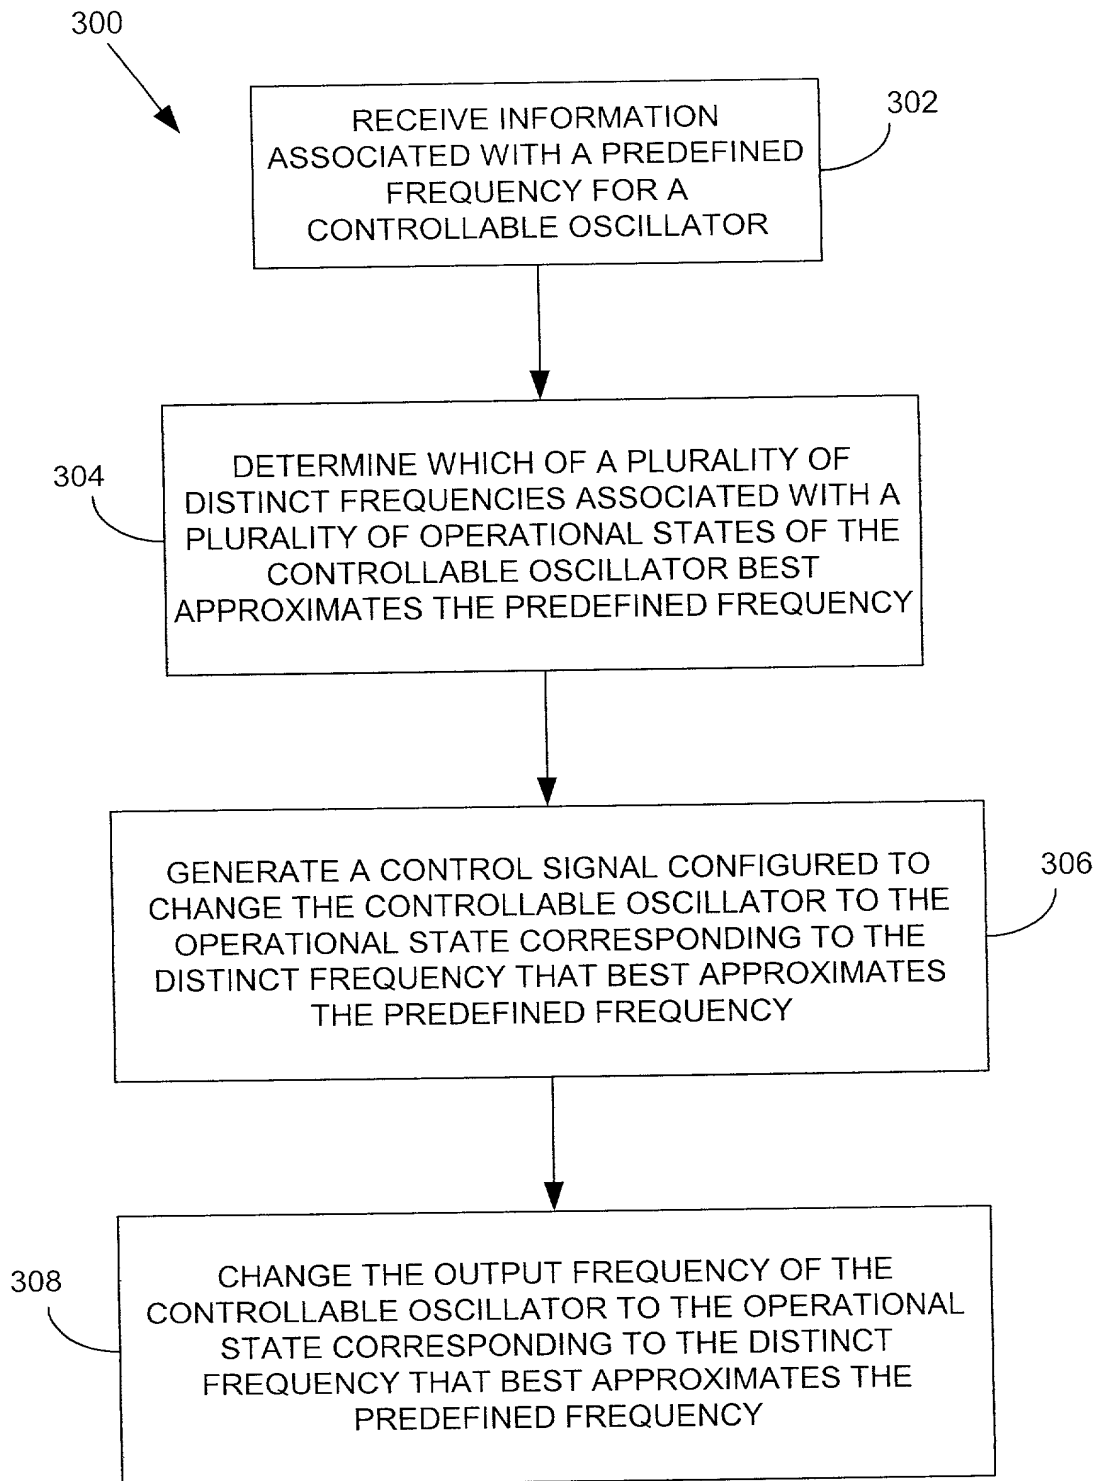 300
RECEIVE INFORMATION
ASSOCIATED WITH A PREDEFINED
FREQUENCY FOR A
CONTROLLABLE OSCILLATOR
302
304
DETERMINE WHICH OF A PLURALITY OF
DISTINCT FREQUENCIES ASSOCIATED WITH A
PLURALITY OF OPERATIONAL STATES OF THE
CONTROLLABLE OSCILLATOR BEST
APPROXIMATES THE PREDEFINED FREQUENCY
GENERATE A CONTROL SIGNAL CONFIGURED TO
CHANGE THE CONTROLLABLE OSCILLATOR TO THE
OPERATIONAL STATE CORRESPONDING TO THE
DISTINCT FREQUENCY THAT BEST APPROXIMATES
THE PREDEFINED FREQUENCY
306
308
CHANGE THE OUTPUT FREQUENCY OF THE
CONTROLLABLE OSCILLATOR TO THE OPERATIONAL
STATE CORRESPONDING TO THE DISTINCT
FREQUENCY THAT BEST APPROXIMATES THE
PREDEFINED FREQUENCY